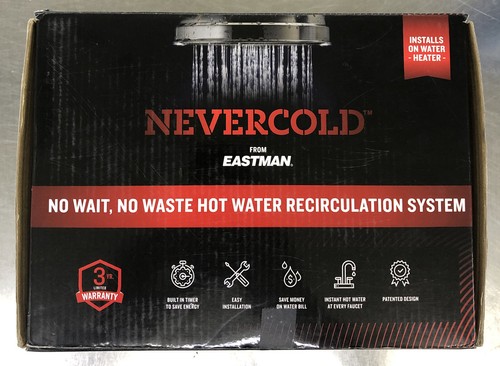 INSTALLS
ON WATER
- HEATER -
NEVERCOLD™
FROM
EASTMAN.
NO WAIT, NO WASTE HOT WATER RECIRCULATION SYSTEM
3 YR.
LIMITED
WARRANTY
BUILT IN TIMER
TO SAVE ENERGY
EASY
INSTALLATION
SAVE MONEY
ON WATER BILL
INSTANT HOT WATER
AT EVERY FAUCET
PATENTED DESIGN